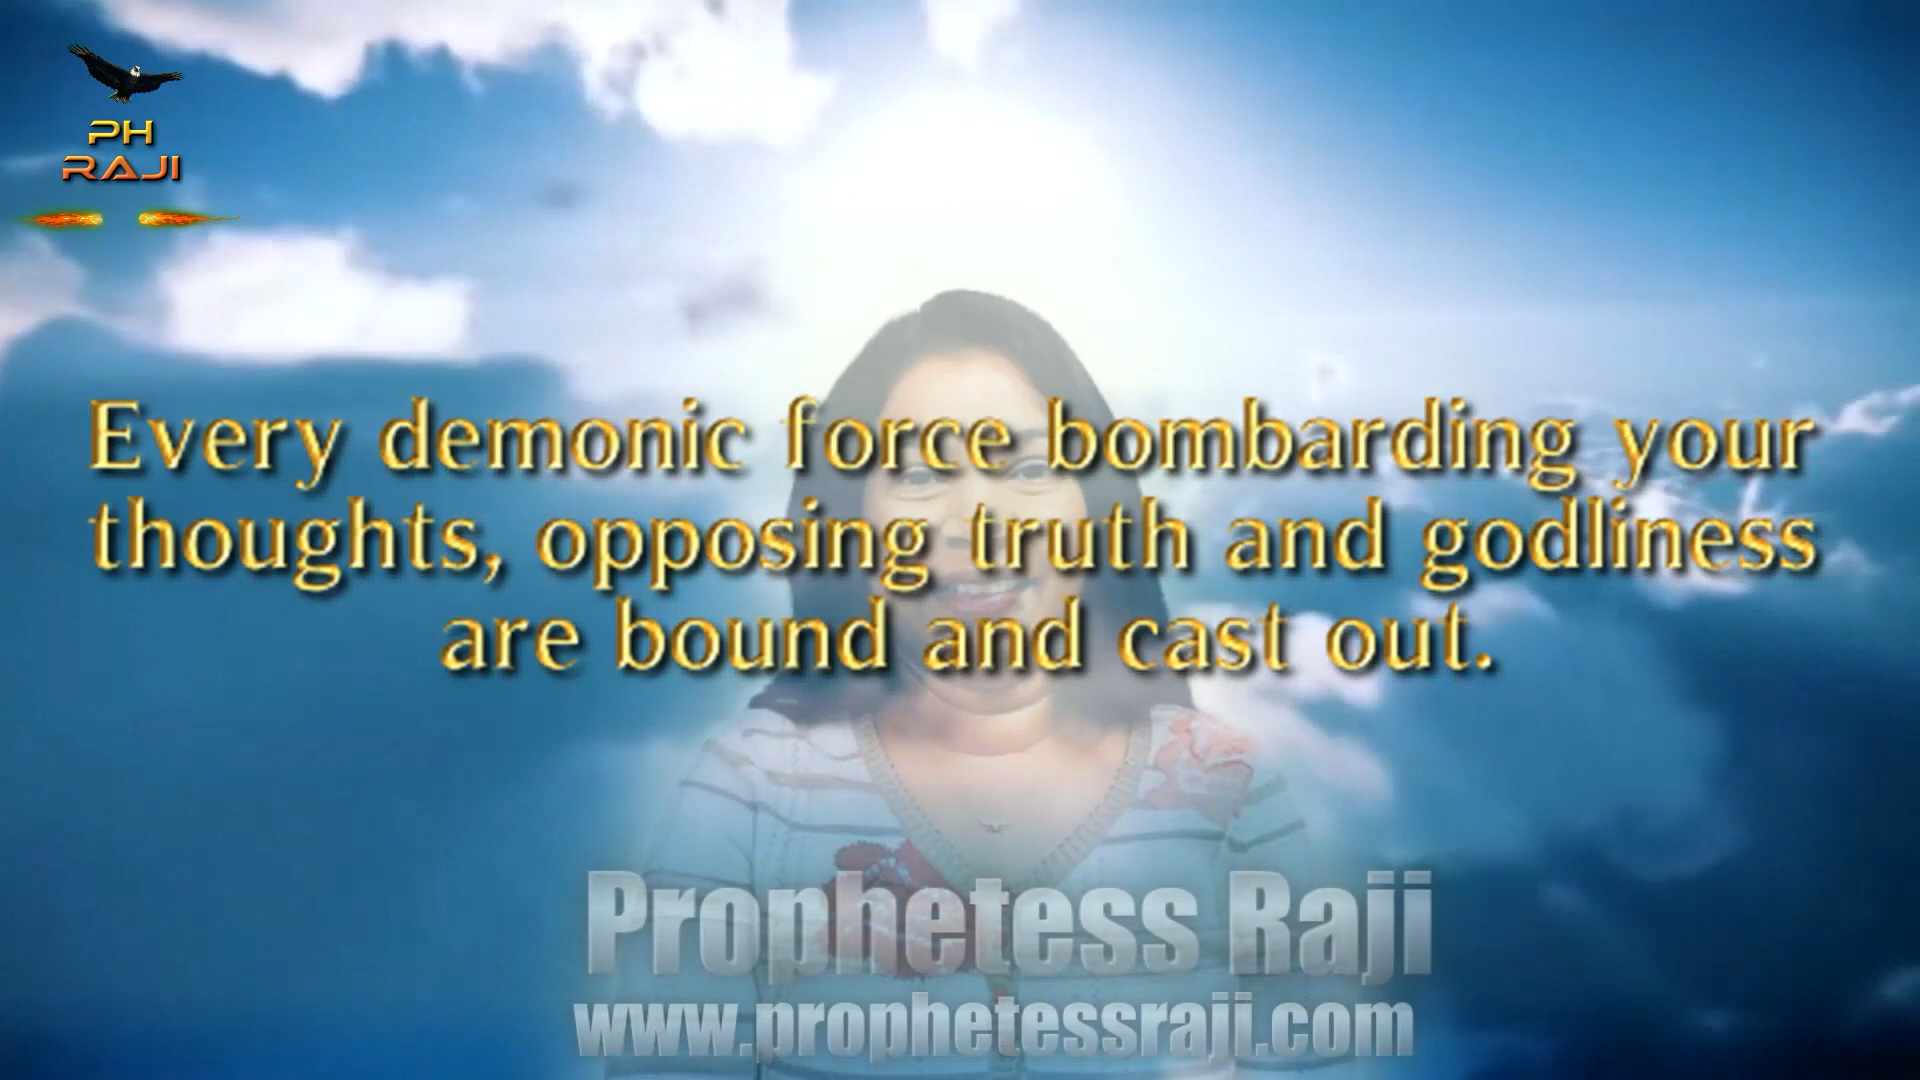 PH
RAJI
Every demonic force bombarding your
thoughts, opposing truth and godliness
are bound and cast out.
Prophetess Raji
www.prophetessraji.com